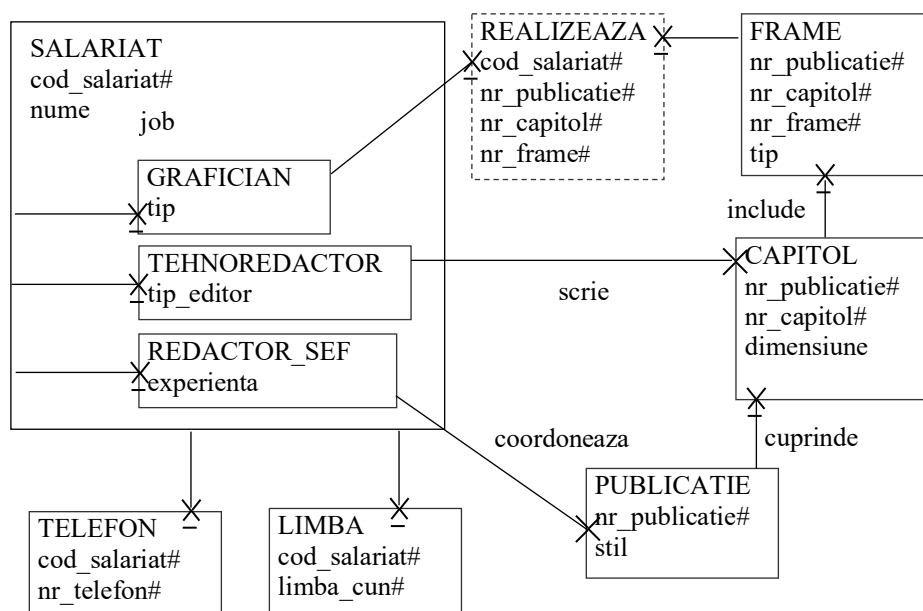 SALARIAT
cod_salariat#
nume
job
GRAFICIAN
tip
TEHNOREDACTOR
tip_editor
REDACTOR_SEF
experienta
REALIZEAZA
cod_salariat#
nr_publicatie#
nr_capitol#
nr_frame#
FRAME
nr_publicatie#
nr_capitol#
nr_frame#
tip
include
scrie
CAPITOL
nr_publicatie#
nr_capitol#
dimensiune
coordoneaza
cuprinde
PUBLICATIE
nr_publicatie#
stil
TELEFON
cod_salariat#
nr_telefon#
LIMBA
cod_salariat#
limba_cun#